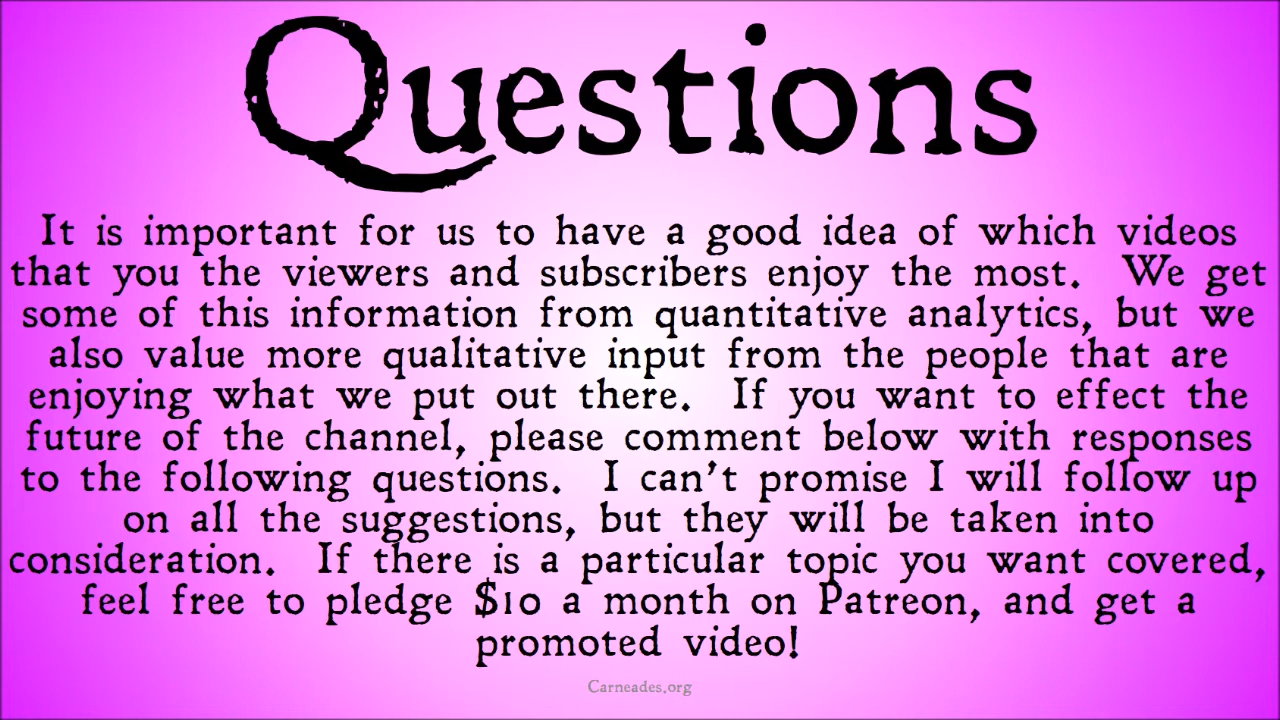 Questions
It is important for us to have a good idea of which videos
that you the viewers and subscribers enjoy the most.  We get
some of this information from quantitative analytics, but we
also value more qualitative input from the people that are
enjoying what we put out there.  If you want to effect the
future of the channel, please comment below with responses
to the following questions.  I can't promise I will follow up
on all the suggestions, but they will be taken into
consideration.  If there is a particular topic you want covered,
feel free to pledge $10 a month on Patreon, and get a
promoted video!
Carneades.org